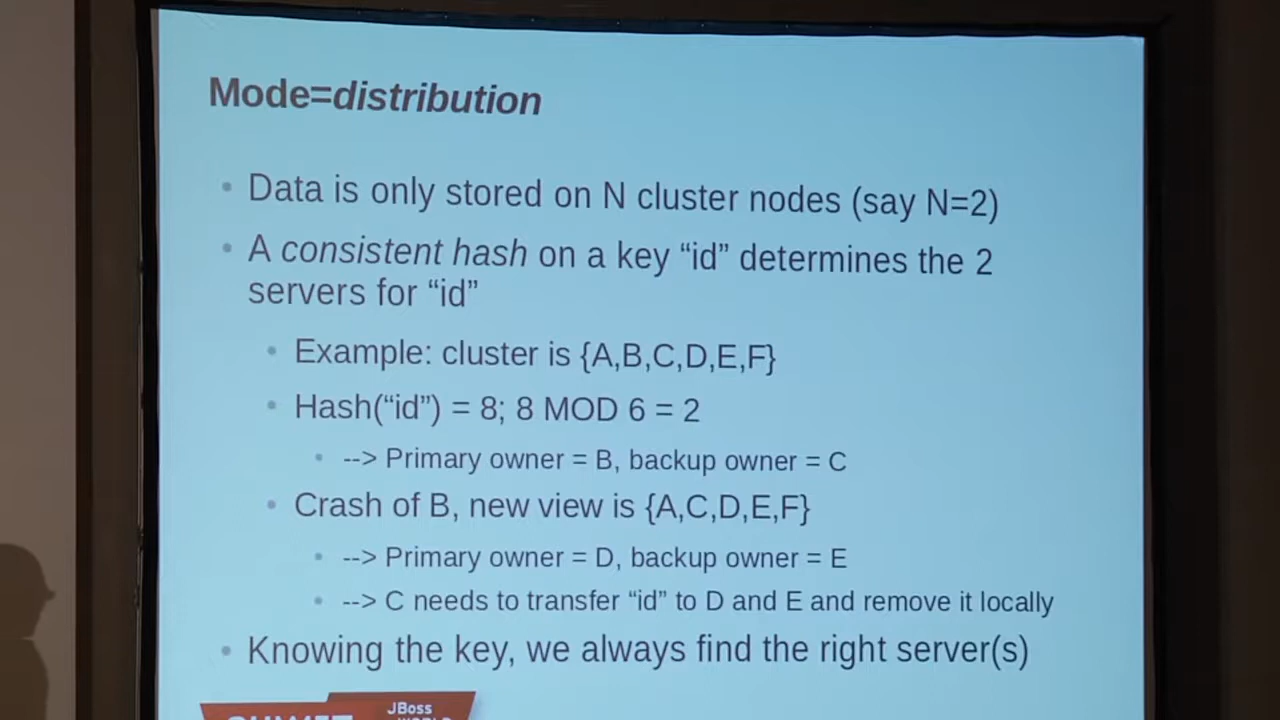 Mode=distribution
• Data is only stored on N cluster nodes (say N=2)
• A consistent hash on a key “id” determines the 2
servers for “id”
• Example: cluster is {A,B,C,D,E,F}
• Hash(“id”) = 8; 8 MOD 6 = 2
• --> Primary owner = B, backup owner = C
• Crash of B, new view is {A,C,D,E,F}
• --> Primary owner = D, backup owner = E
• --> C needs to transfer “id” to D and E and remove it locally
• Knowing the key, we always find the right server(s)
JBoss